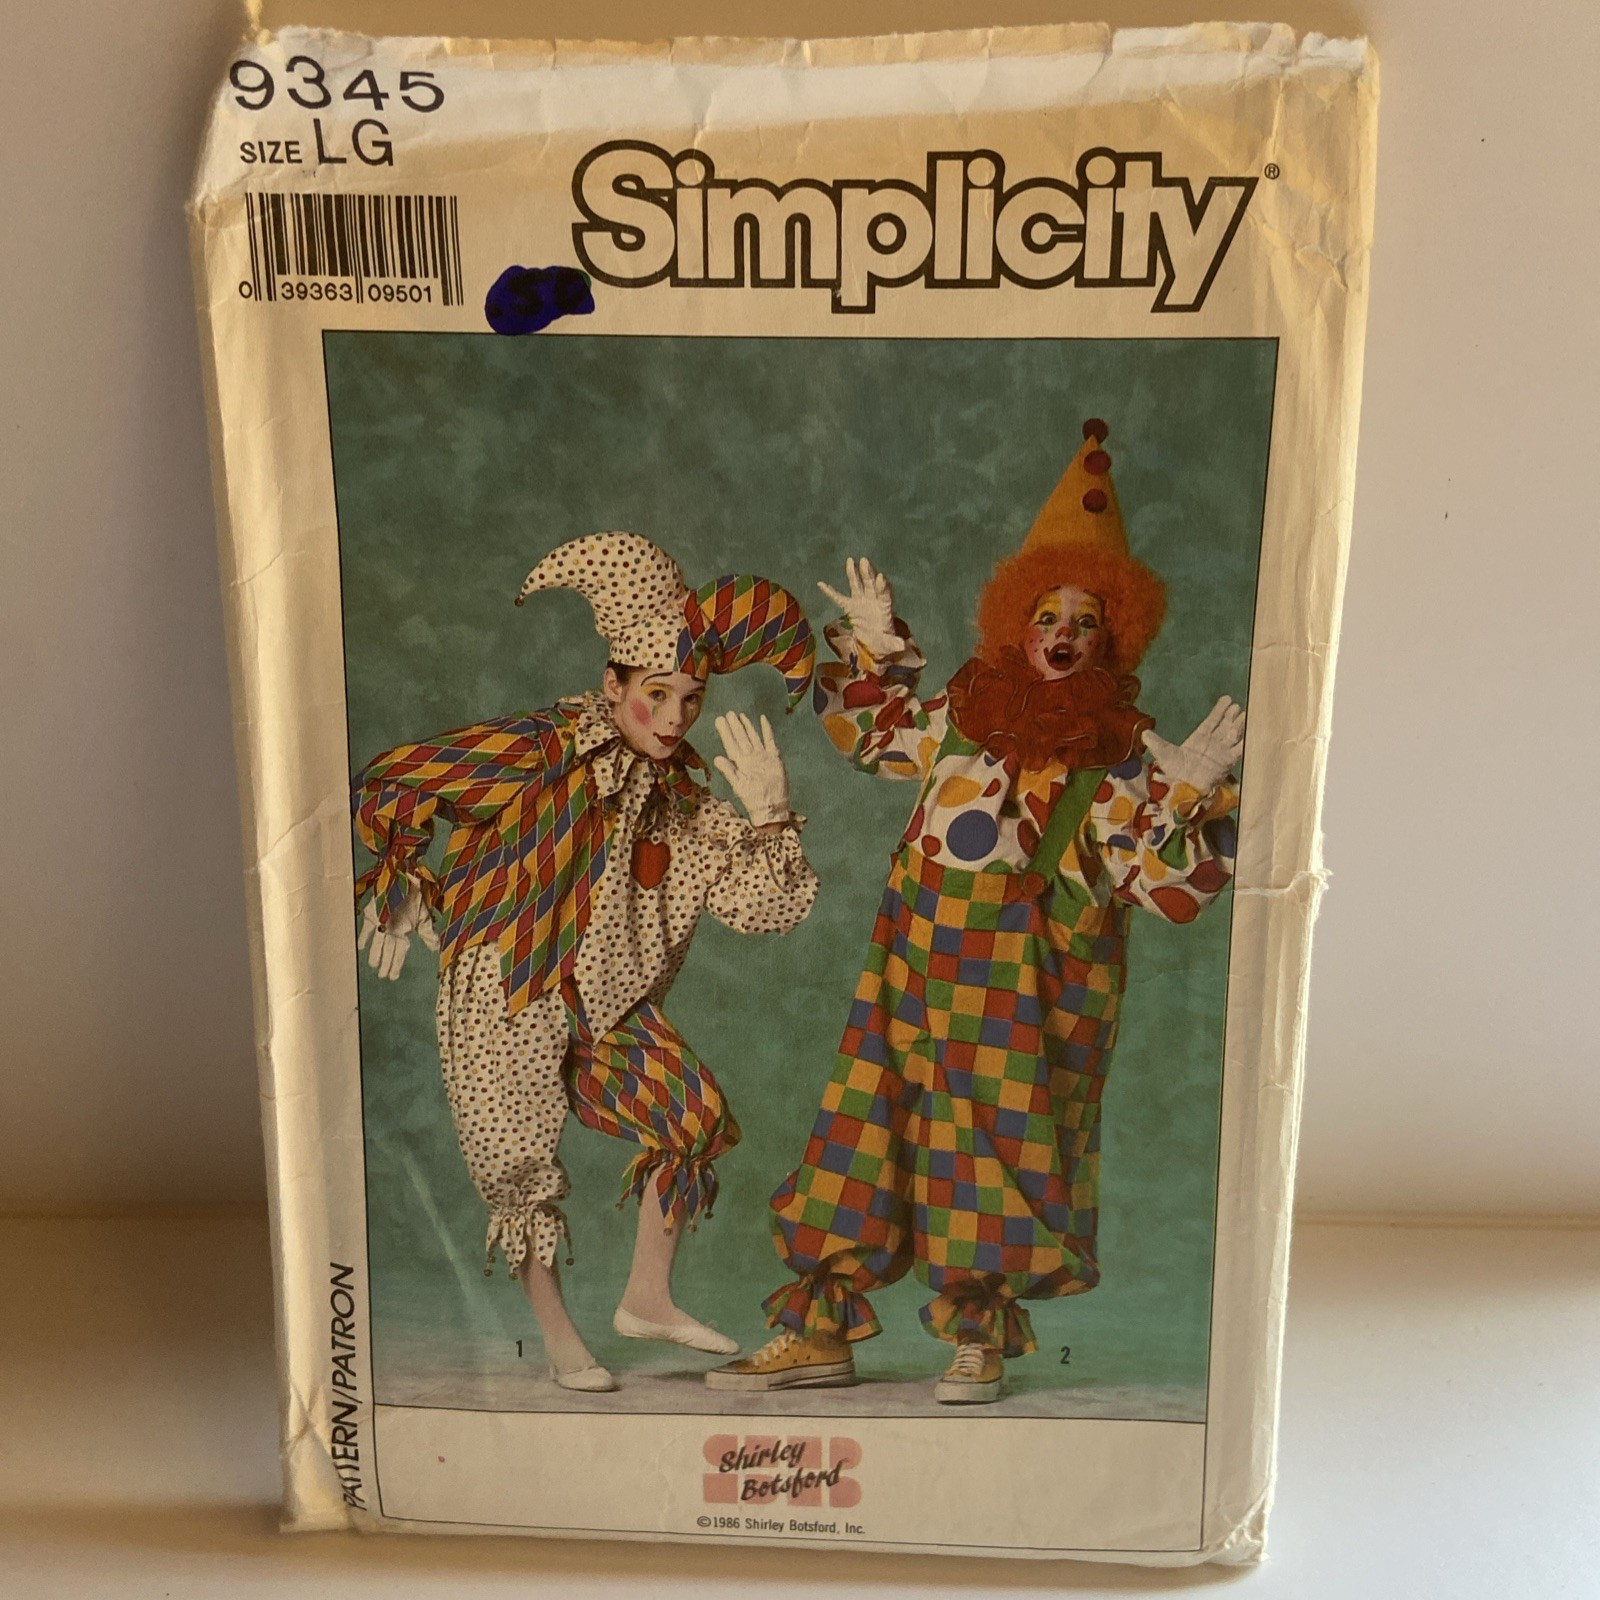 9345
SIZE LG
Simplicity®
0 39363 09501
1
2
PATTERN/PATRON
Shirley
Botsford
©1986 Shirley Botsford, Inc.